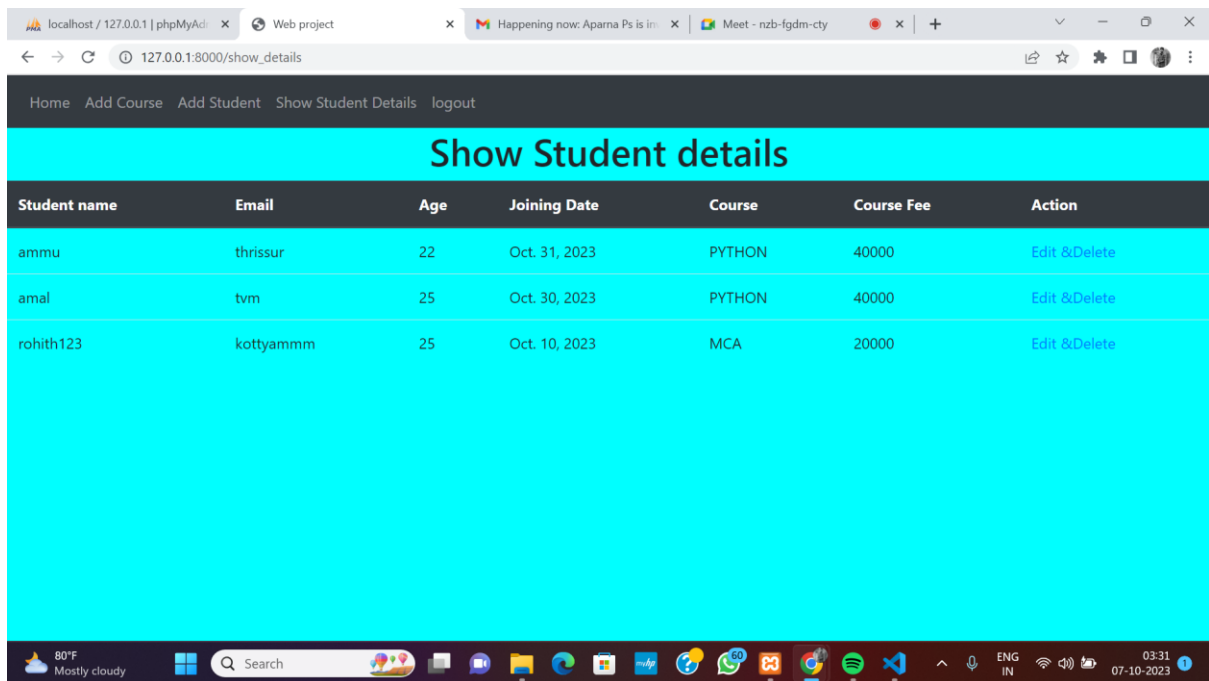 localhost / 127.0.0.1 | phpMyAd
Web project
Happening now: Aparna Ps is in
Meet - nzb-fgdm-cty
127.0.0.1:8000/show_details
Home Add Course Add Student Show Student Details logout
Show Student details
Student name Email Age Joining Date Course Course Fee Action
ammu thrissur 22 Oct. 31, 2023 PYTHON 40000 Edit &Delete
amal tvm 25 Oct. 30, 2023 PYTHON 40000 Edit &Delete
rohith123 kottyammm 25 Oct. 10, 2023 MCA 20000 Edit &Delete
80°F
Mostly cloudy
Search
myhp
60
ENG
IN
03:31
07-10-2023
1